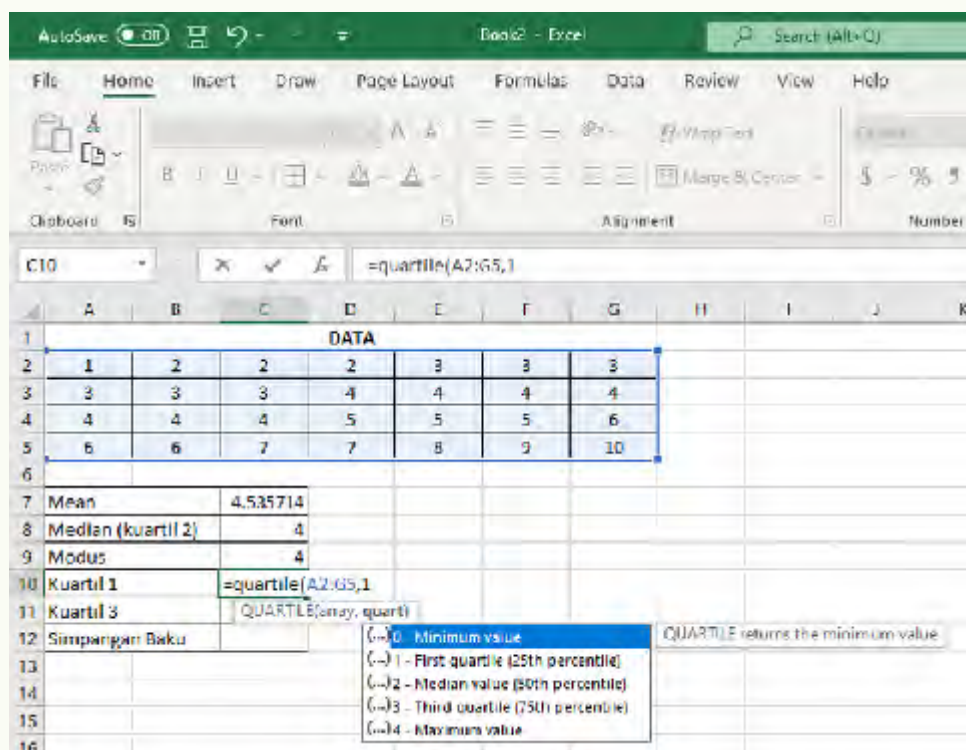 AutoSave Off Book2 - Excel Search (Alt+Q)
File Home Insert Draw Page Layout Formulas Data Review View Help
Paste A A Wrap Text
B I U A Merge & Center $ % 9
Clipboard Font Alignment Number
C10 fx =quartile(A2:G5,1
A B C D E F G H I J K
1 DATA
2 1 2 2 2 3 3 3
3 3 3 3 4 4 4 4
4 4 4 4 5 5 5 6
5 6 6 7 7 8 9 10
6
7 Mean 4.535714
8 Median (kuartil 2) 4
9 Modus 4
10 Kuartil 1 =quartile(A2:G5,1
11 Kuartil 3 QUARTILE(array, quart)
12 Simpangan Baku (...)0 - Minimum value QUARTILE returns the minimum value
13 (...)1 - First quartile (25th percentile)
14 (...)2 - Median value (50th percentile)
15 (...)3 - Third quartile (75th percentile)
16 (...)4 - Maximum value